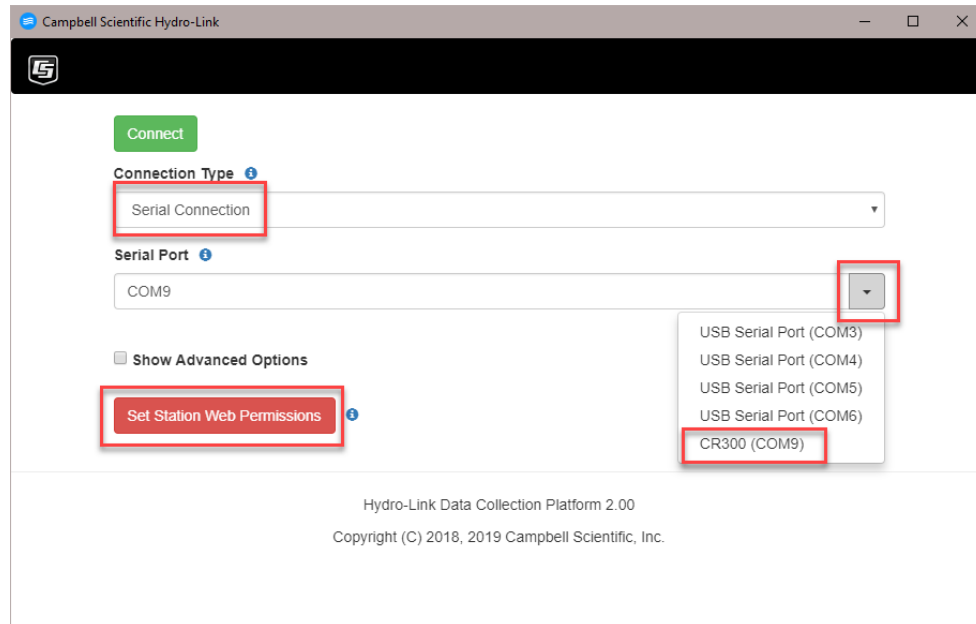 Campbell Scientific Hydro-Link
Connect
Connection Type
Serial Connection
Serial Port
COM9
USB Serial Port (COM3)
USB Serial Port (COM4)
Show Advanced Options
USB Serial Port (COM5)
USB Serial Port (COM6)
Set Station Web Permissions
CR300 (COM9)
Hydro-Link Data Collection Platform 2.00
Copyright (C) 2018, 2019 Campbell Scientific, Inc.